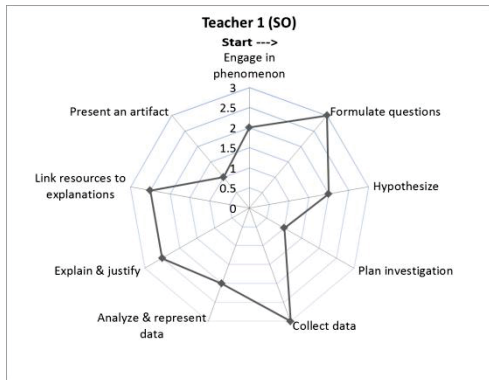 Teacher 1 (SO)
Start --->
Engage in
phenomenon
Formulate questions
Hypothesize
Plan investigation
Collect data
Analyze & represent
data
Explain & justify
Link resources to
explanations
Present an artifact
3
2.5
2
1.5
1
0.5
0